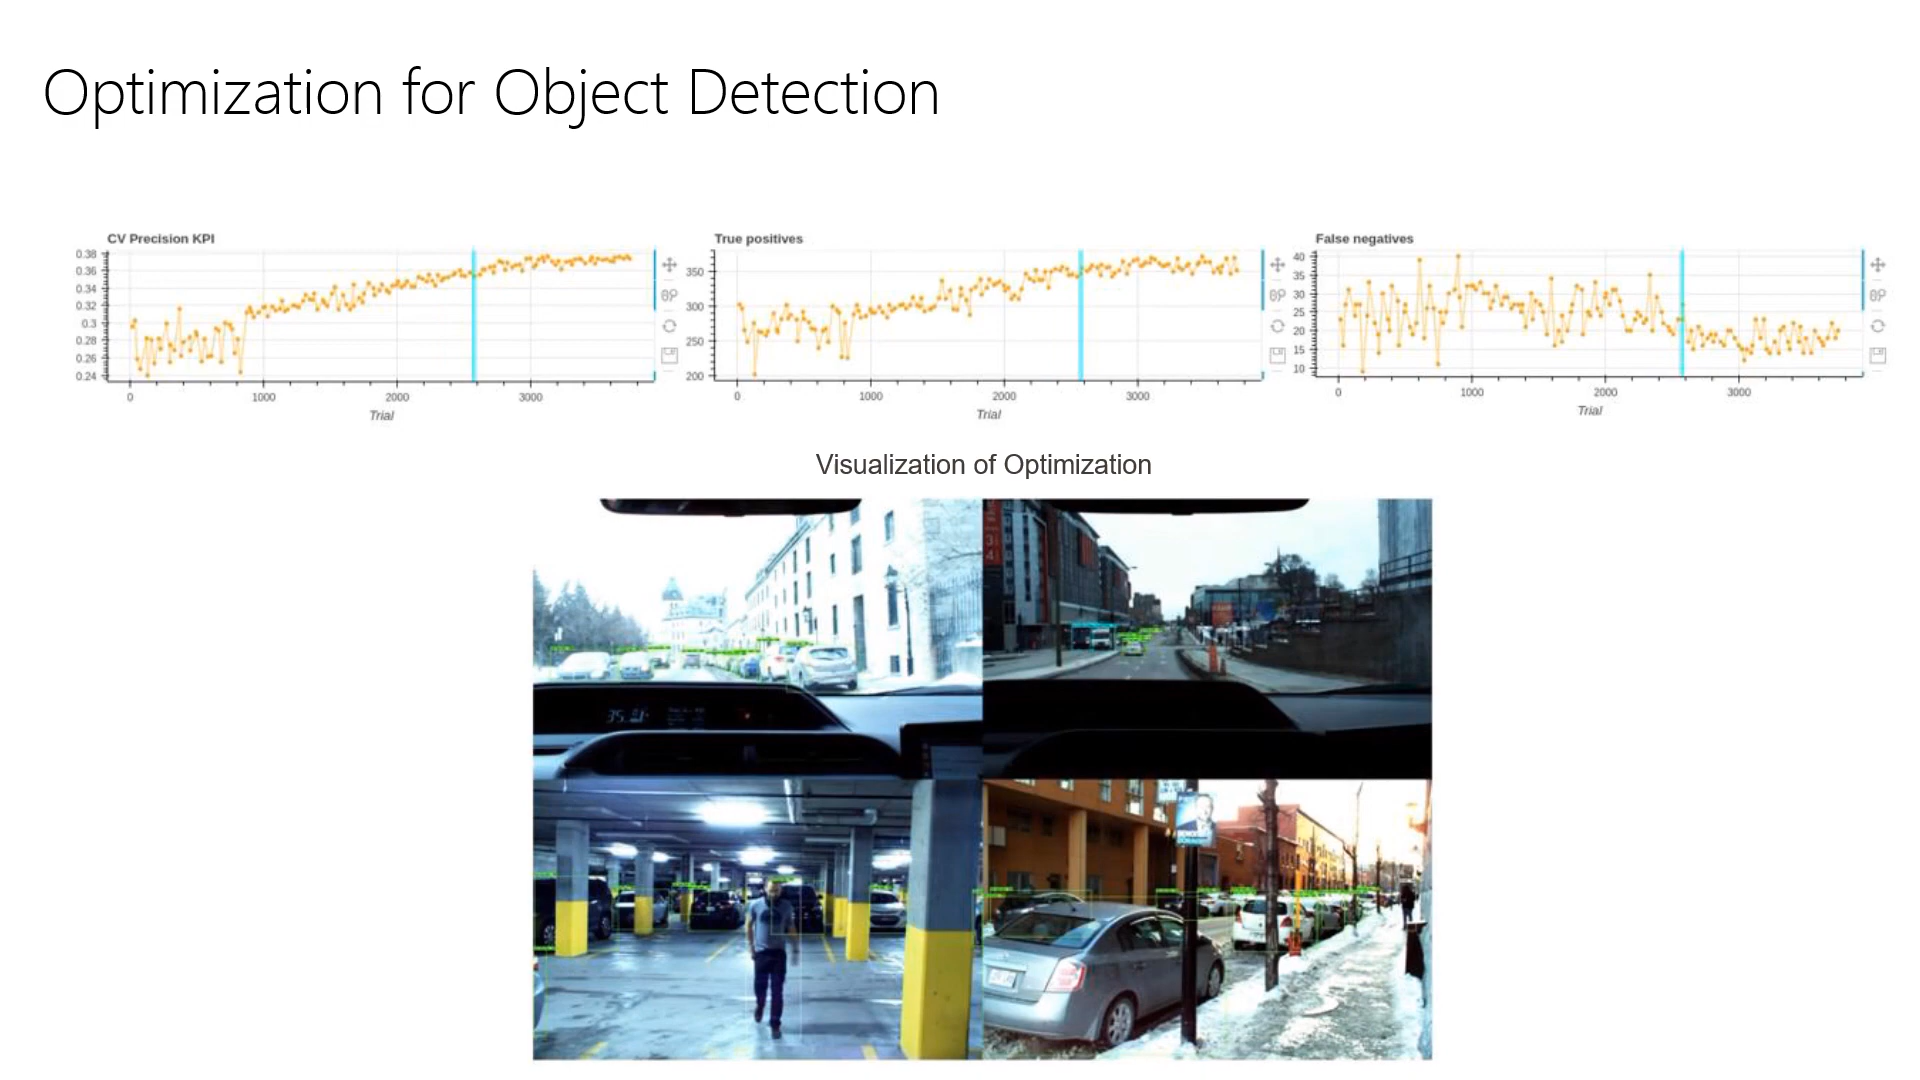 Optimization for Object Detection
CV Precision KPI
0.38
0.36
0.34
0.32
0.3
0.28
0.26
0.24
0 1000 2000 3000
Trial
True positives
350
300
250
200
0 1000 2000 3000
Trial
False negatives
40
35
30
25
20
15
10
0 1000 2000 3000
Trial
Visualization of Optimization